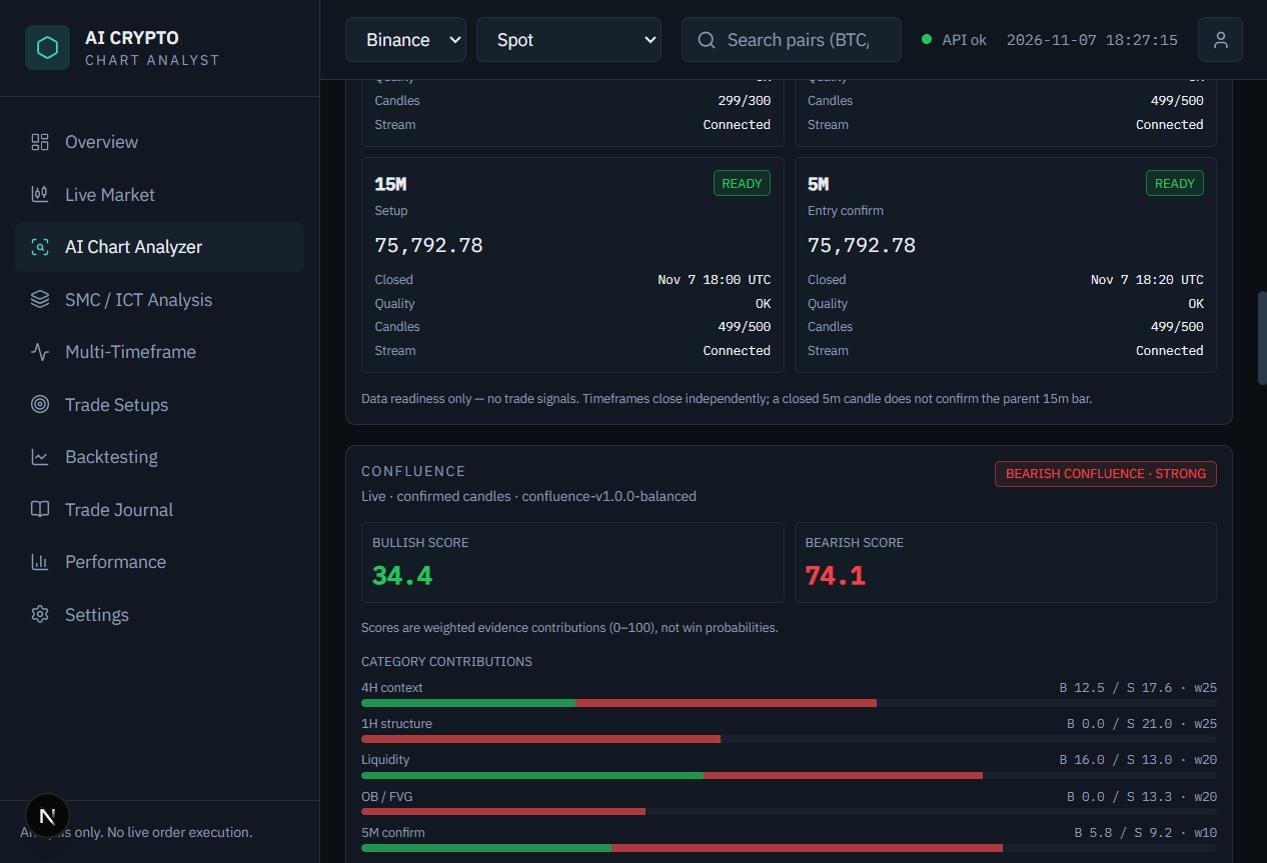 AI CRYPTO
CHART ANALYST
Binance
Spot
Search pairs (BTC,
API ok
2026-11-07 18:27:15
Overview
Live Market
AI Chart Analyzer
SMC / ICT Analysis
Multi-Timeframe
Trade Setups
Backtesting
Trade Journal
Performance
Settings
N
only. No live order execution.
Candles 299/300
Stream Connected
Candles 499/500
Stream Connected
15M READY
Setup
75,792.78
Closed Nov 7 18:00 UTC
Quality OK
Candles 499/500
Stream Connected
5M READY
Entry confirm
75,792.78
Closed Nov 7 18:20 UTC
Quality OK
Candles 499/500
Stream Connected
Data readiness only — no trade signals. Timeframes close independently; a closed 5m candle does not confirm the parent 15m bar.
CONFLUENCE
BEARISH CONFLUENCE · STRONG
Live · confirmed candles · confluence-v1.0.0-balanced
BULLISH SCORE
34.4
BEARISH SCORE
74.1
Scores are weighted evidence contributions (0–100), not win probabilities.
CATEGORY CONTRIBUTIONS
4H context B 12.5 / S 17.6 · w25
1H structure B 0.0 / S 21.0 · w25
Liquidity B 16.0 / S 13.0 · w20
OB / FVG B 0.0 / S 13.3 · w20
5M confirm B 5.8 / S 9.2 · w10